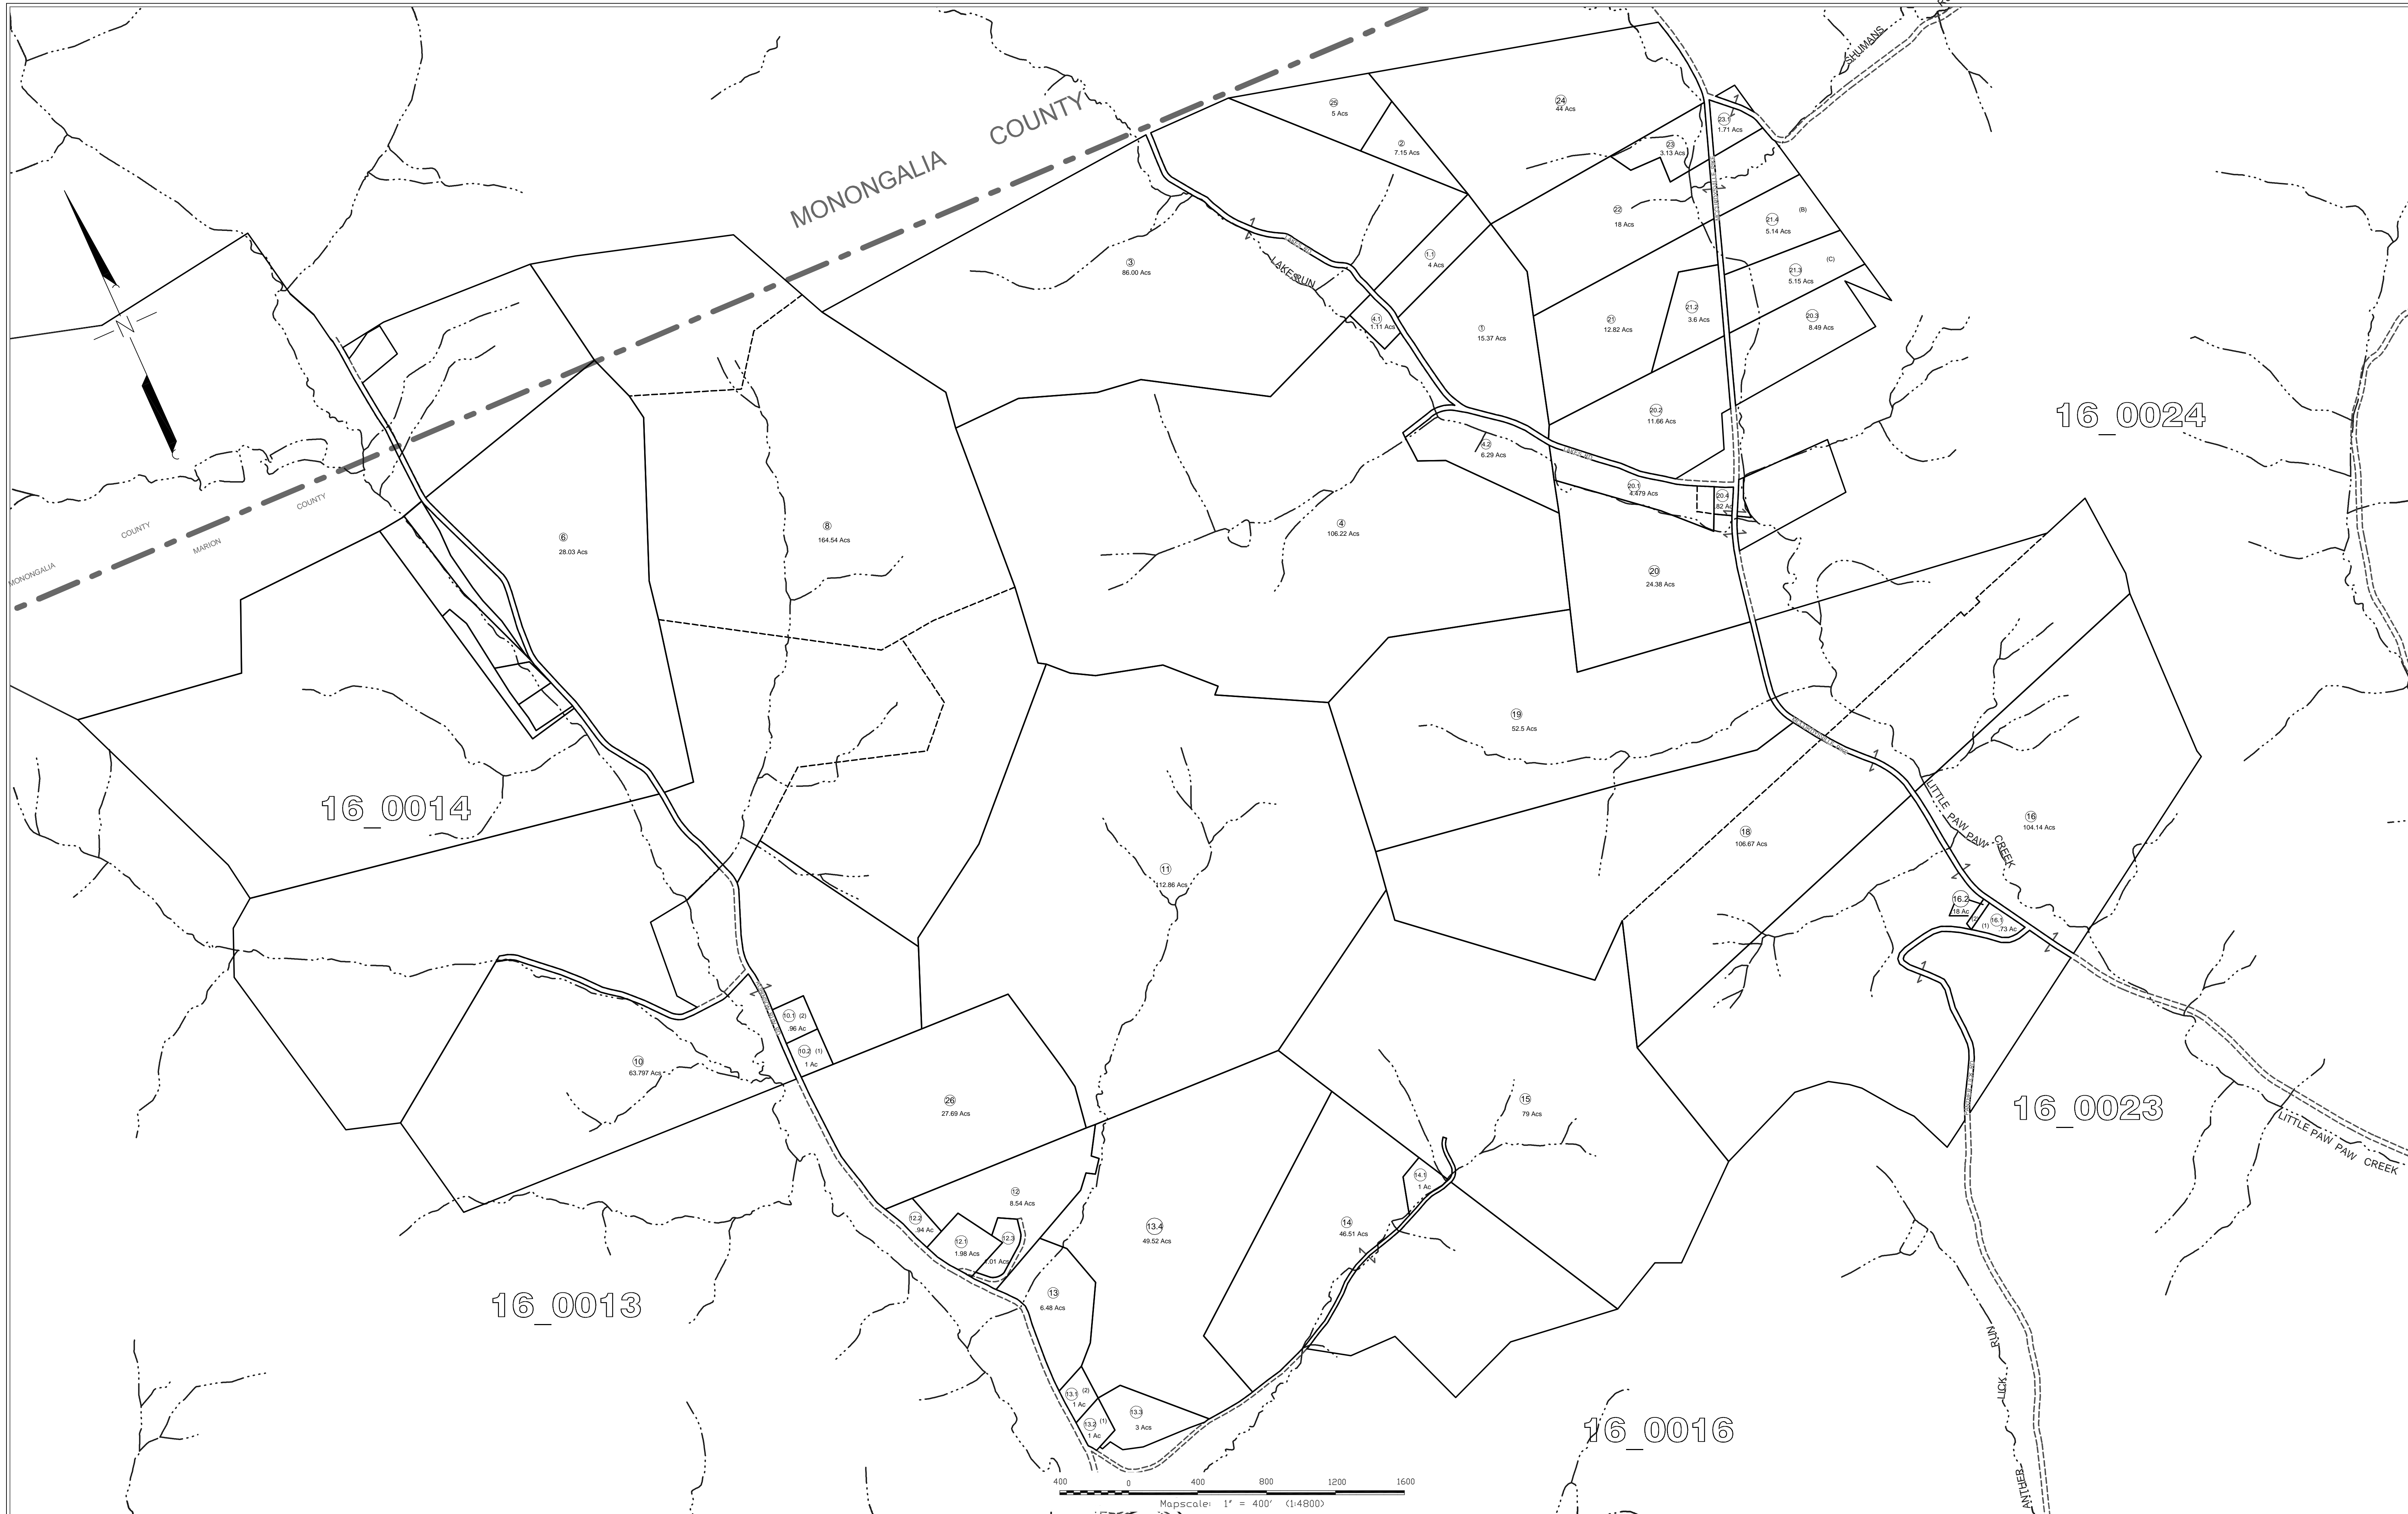 SHUMANS
MONONGALIA COUNTY
25
5 Acs
24
44 Acs
23.1
1.71 Acs
2
7.15 Acs
23
3.13 Acs
22
18 Acs
21.4
(B)
5.14 Acs
3
86.00 Acs
1.1
4 Acs
21.3
(C)
5.15 Acs
LAKES RUN
4.1
1.11 Acs
1
15.37 Acs
21
12.82 Acs
21.2
3.6 Acs
20.3
8.49 Acs
N
20.2
11.66 Acs
16_0024
4.2
6.29 Acs
20.1
4.479 Acs
20.4
.82 Ac
COUNTY
MONONGALIA
COUNTY
MARION
6
28.03 Acs
8
164.54 Acs
4
106.22 Acs
20
24.38 Acs
19
52.5 Acs
16_0014
18
106.67 Acs
LITTLE PAW PAW CREEK
16
104.14 Acs
11
112.86 Acs
16.2
.18 Ac
(2)
(1)
16.1
.73 Ac
10.1 (2)
.96 Ac
10.2 (1)
1 Ac
10
63.797 Acs
26
27.69 Acs
15
79 Acs
16_0023
LITTLE PAW PAW CREEK
14.1
1 Ac
12
8.54 Acs
12.2
.94 Ac
12.1
1.98 Acs
12.3
1.01 Acs
13.4
49.52 Acs
14
46.51 Acs
16_0013
13
6.48 Acs
13.1 (2)
1 Ac
13.2 (1)
1 Ac
13.3
3 Acs
16_0016
RUN
LICK
ANTHER
400 0 400 800 1200 1600
Mapscale: 1" = 400' (1:4800)